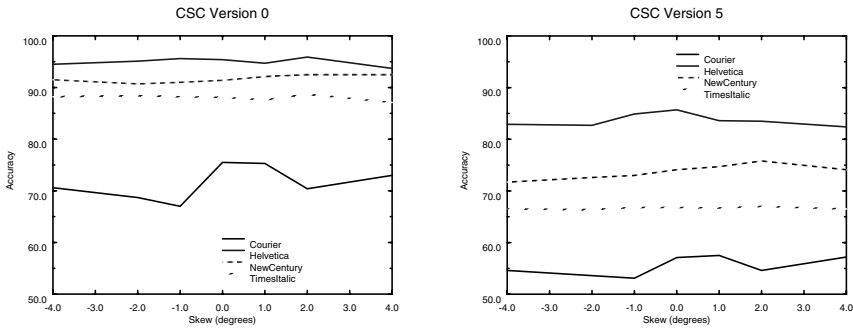 CSC Version 0
100.0
90.0
80.0
70.0
60.0
50.0
Accuracy
-4.0 -3.0 -2.0 -1.0 0.0 1.0 2.0 3.0 4.0
Skew (degrees)
Courier
Helvetica
NewCentury
TimesItalic
CSC Version 5
100.0
90.0
80.0
70.0
60.0
50.0
Accuracy
-4.0 -3.0 -2.0 -1.0 0.0 1.0 2.0 3.0 4.0
Skew (degrees)
Courier
Helvetica
NewCentury
TimesItalic